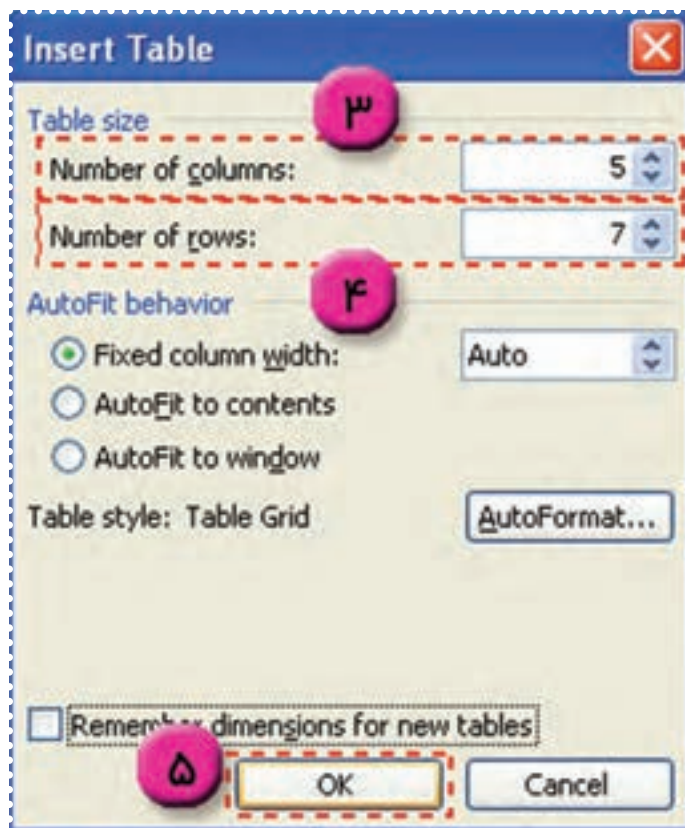 Insert Table
۳
Table size
Number of columns: 5
Number of rows: 7
۴
AutoFit behavior
Fixed column width: Auto
AutoFit to contents
AutoFit to window
Table style: Table Grid AutoFormat...
Remember dimensions for new tables
۵
OK Cancel